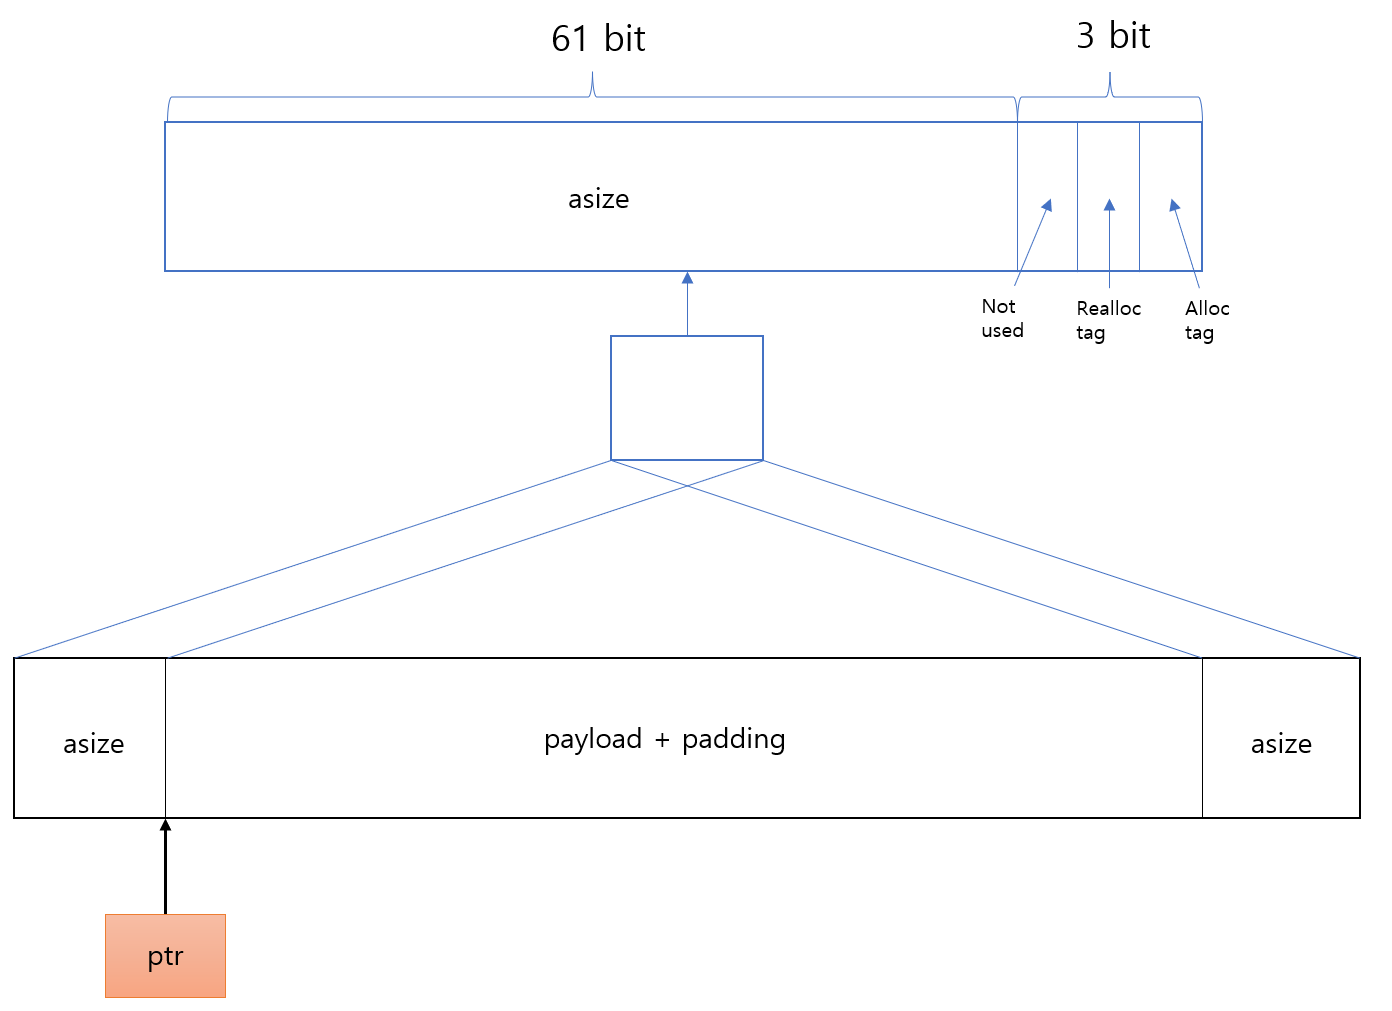 61 bit
3 bit
asize
Not
used
Realloc
tag
Alloc
tag
asize
payload + padding
asize
ptr